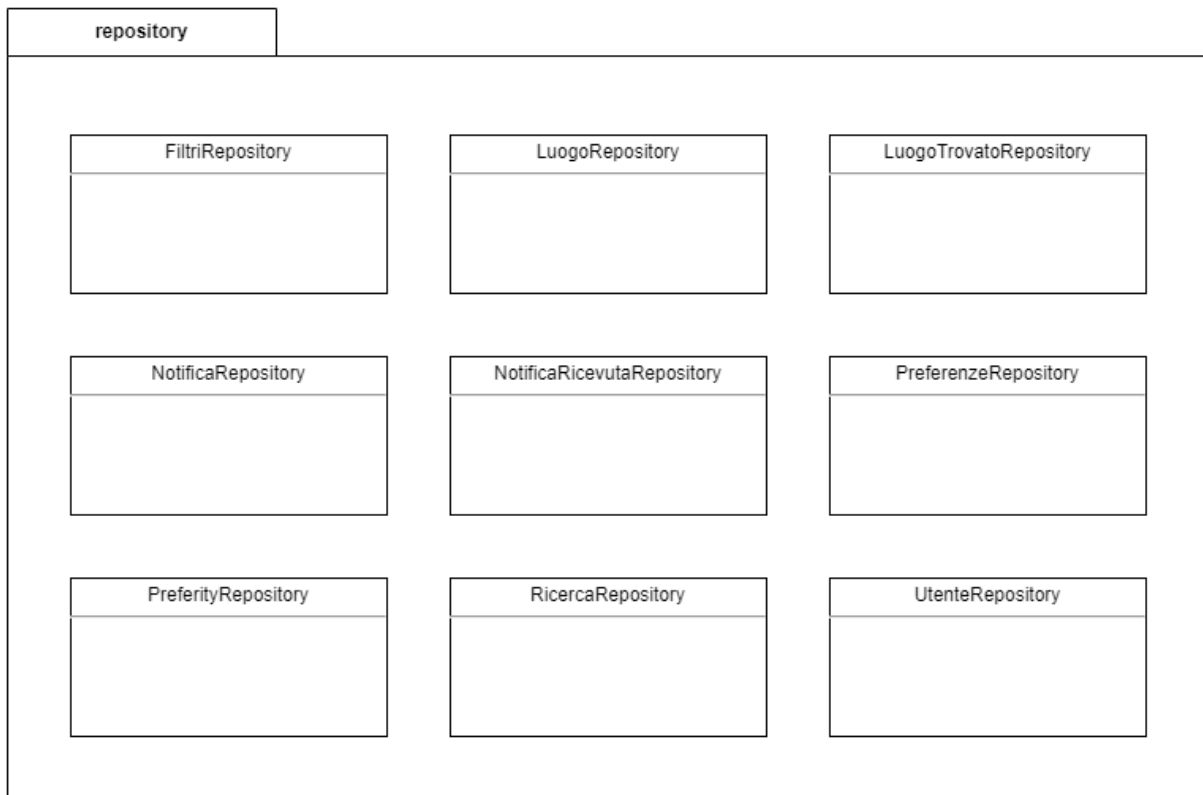 repository
FiltriRepository
LuogoRepository
LuogoTrovatoRepository
NotificaRepository
NotificaRicevutaRepository
PreferenzeRepository
PreferityRepository
RicercaRepository
UtenteRepository